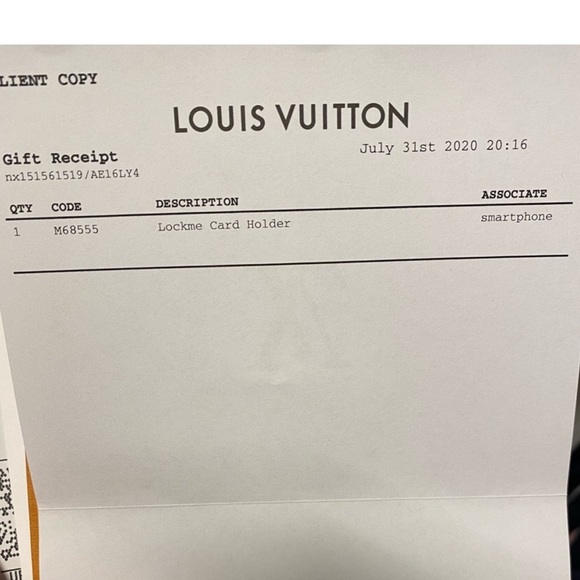 LIENT COPY
LOUIS VUITTON
July 31st 2020 20:16
Gift Receipt
nx151561519/AE16LY4
QTY CODE DESCRIPTION ASSOCIATE
1 M68555 Lockme Card Holder smartphone